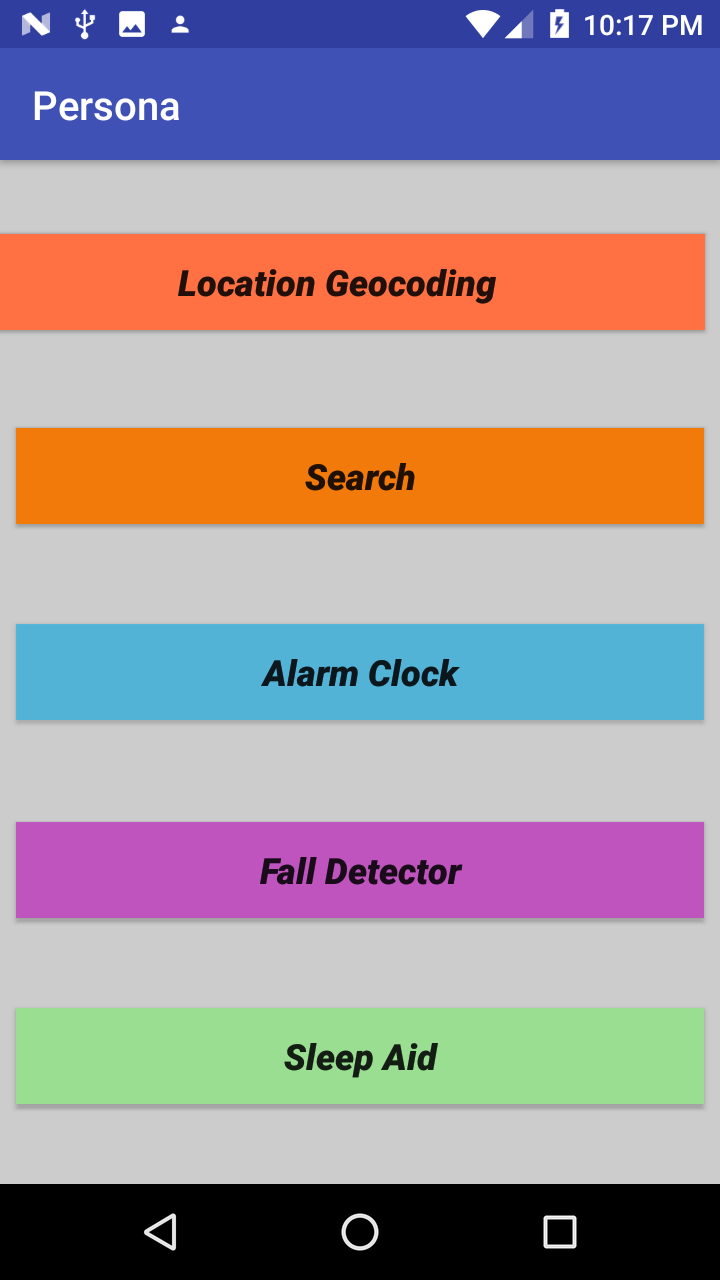 10:17 PM
Persona
Location Geocoding
Search
Alarm Clock
Fall Detector
Sleep Aid